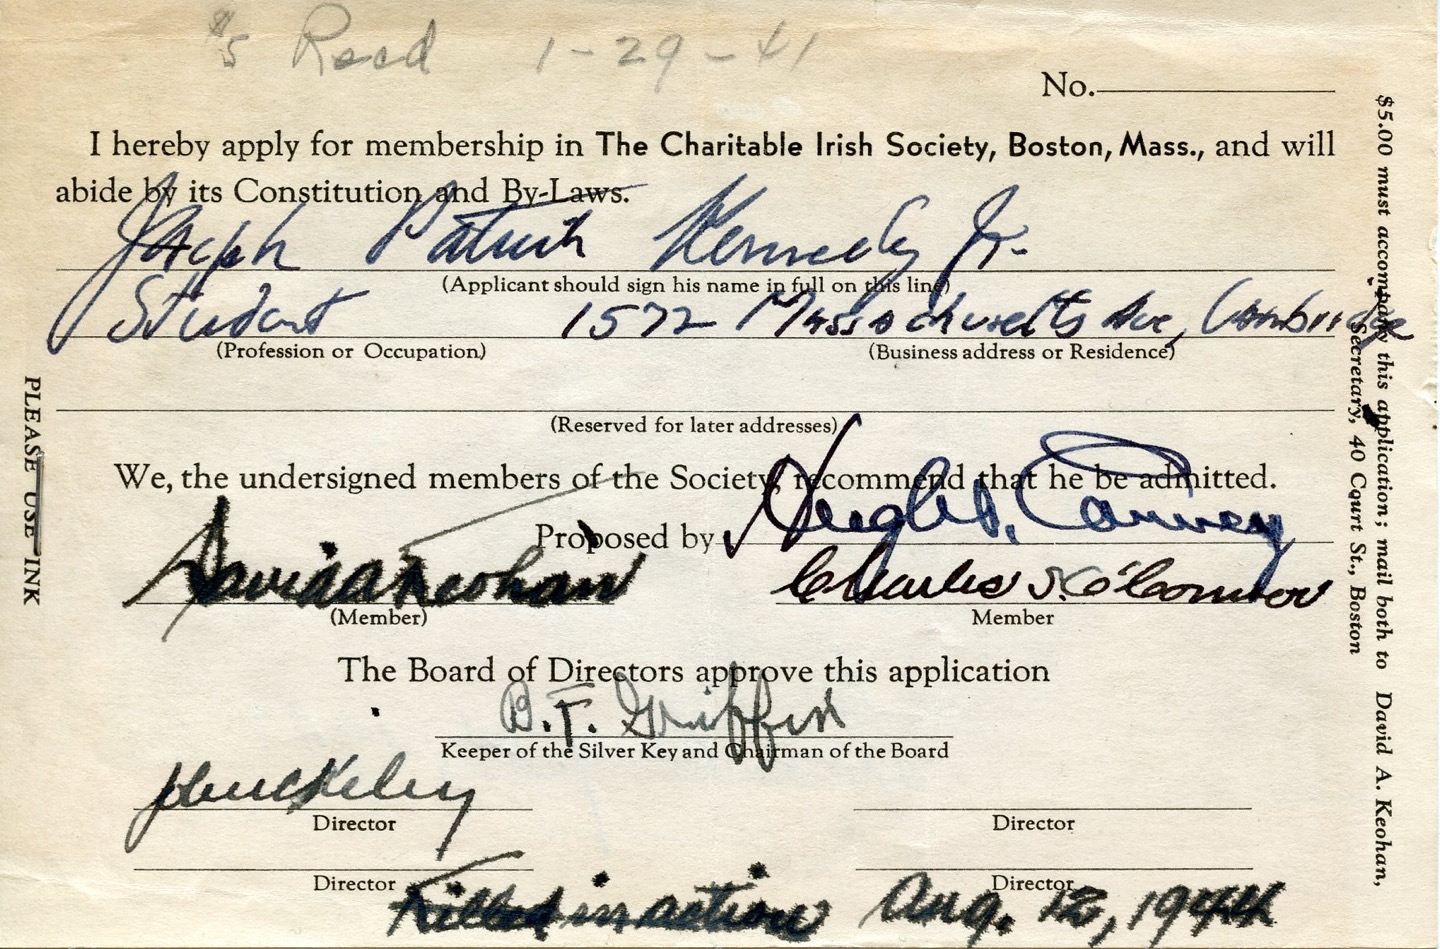 $5 Recd 1-29-41
No.
I hereby apply for membership in The Charitable Irish Society, Boston, Mass., and will
abide by its Constitution and By-Laws.
Joseph Patrick Kennedy Jr.
(Applicant should sign his name in full on this line)
Student 1572 Massachusetts Ave, Cambridge
(Profession or Occupation) (Business address or Residence)
(Reserved for later addresses)
We, the undersigned members of the Society, recommend that he be admitted.
Proposed by Hugh J. Carney
David A Keohan Charles J. O'Connor
(Member) Member
The Board of Directors approve this application
B. F. Griffin
Keeper of the Silver Key and Chairman of the Board
Director Director
Director Director
Killed in action Aug. 12, 1944
PLEASE USE INK
$5.00 must accompany this application; mail both to David A. Keohan,
Secretary, 40 Court St., Boston